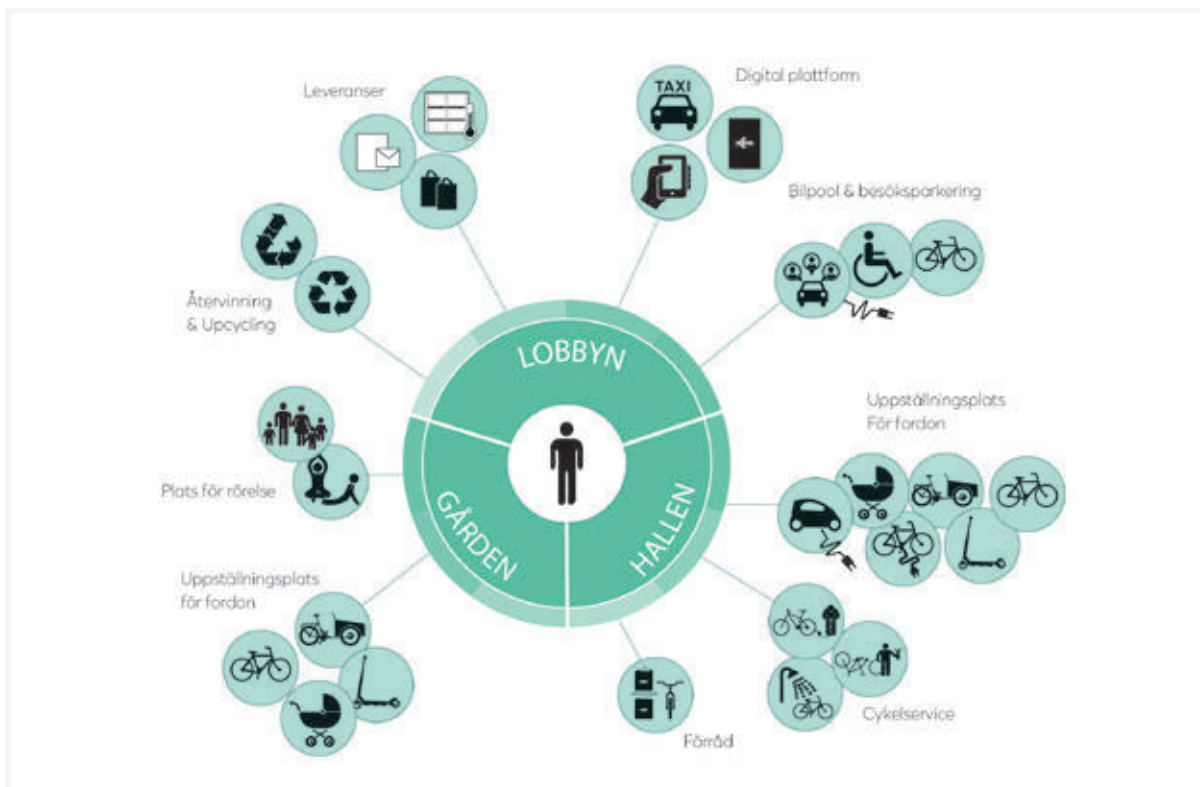 Leveranser
TAXI
Digital plattform
Bilpool & besöksparkering
Återvinning
& Upcycling
LOBBYN
Uppställningsplats
För fordon
Plats för rörelse
GÅRDEN
HALLEN
Uppställningsplats
för fordon
Cykelservice
Förråd